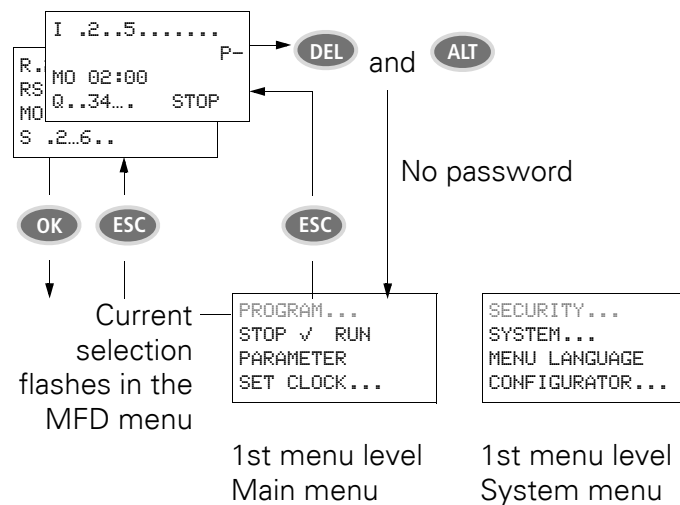 I .2..5.......
P-
MO 02:00
Q..34…. STOP
R.
RS
MO
S .2…6..
DEL
and
ALT
No password
OK
ESC
ESC
Current
selection
flashes in the
MFD menu
PROGRAM...
STOP √ RUN
PARAMETER
SET CLOCK...
1st menu level
Main menu
SECURITY...
SYSTEM...
MENU LANGUAGE
CONFIGURATOR...
1st menu level
System menu